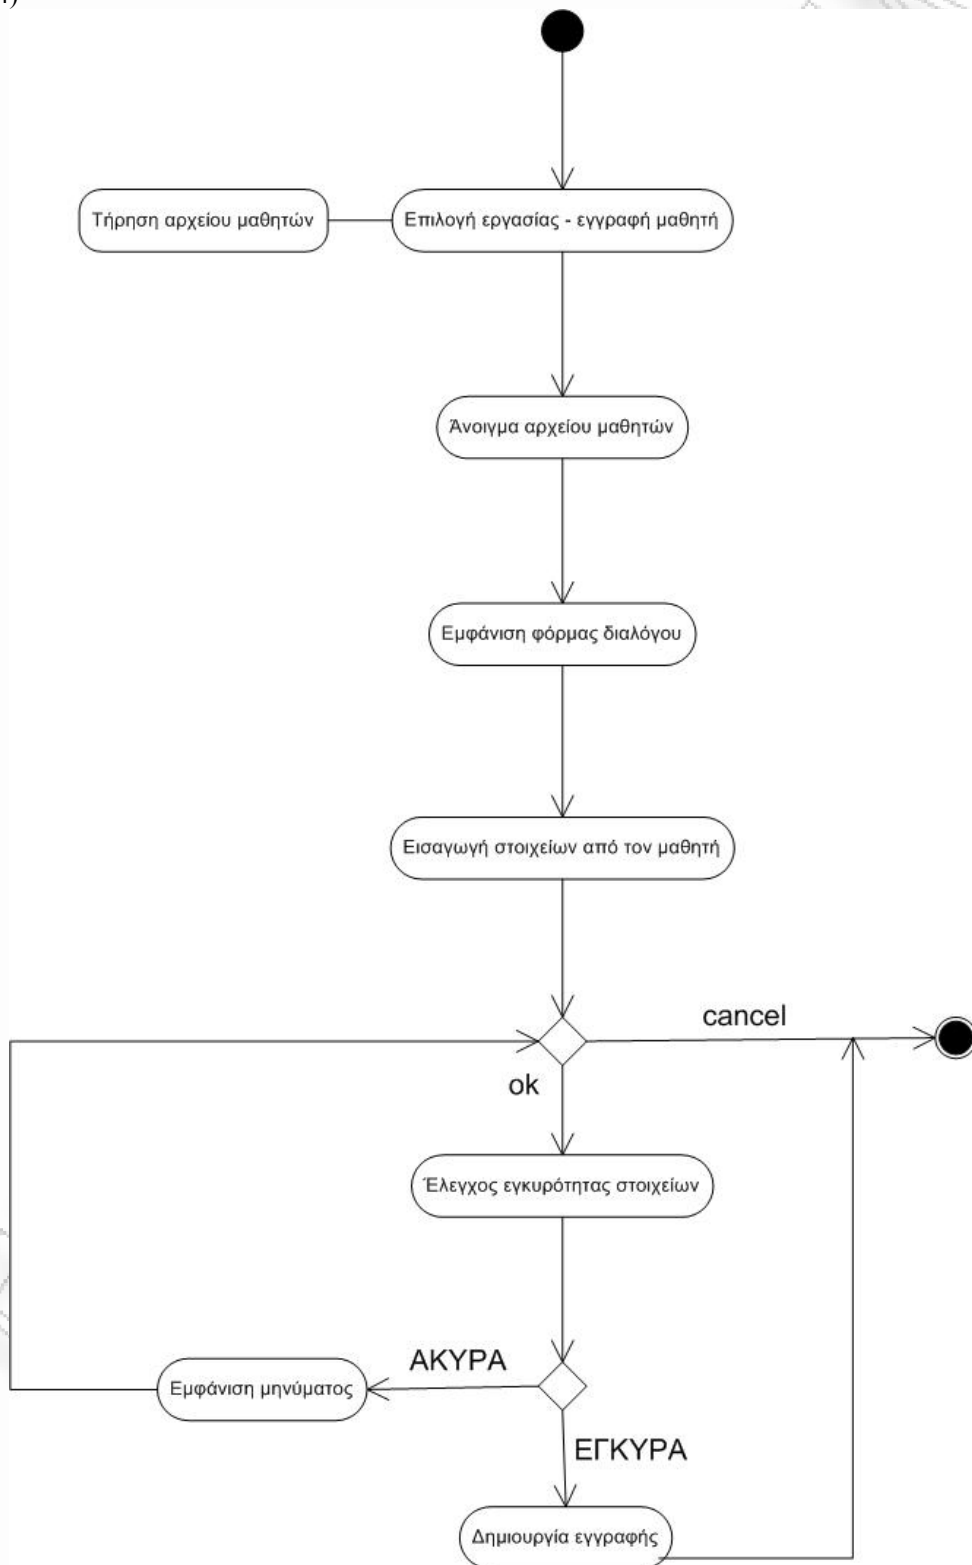 Τήρηση αρχείου μαθητών
Επιλογή εργασίας - εγγραφή μαθητή
Άνοιγμα αρχείου μαθητών
Εμφάνιση φόρμας διαλόγου
Εισαγωγή στοιχείων από τον μαθητή
cancel
ok
Έλεγχος εγκυρότητας στοιχείων
ΑΚΥΡΑ
Εμφάνιση μηνύματος
ΕΓΚΥΡΑ
Δημιουργία εγγραφής